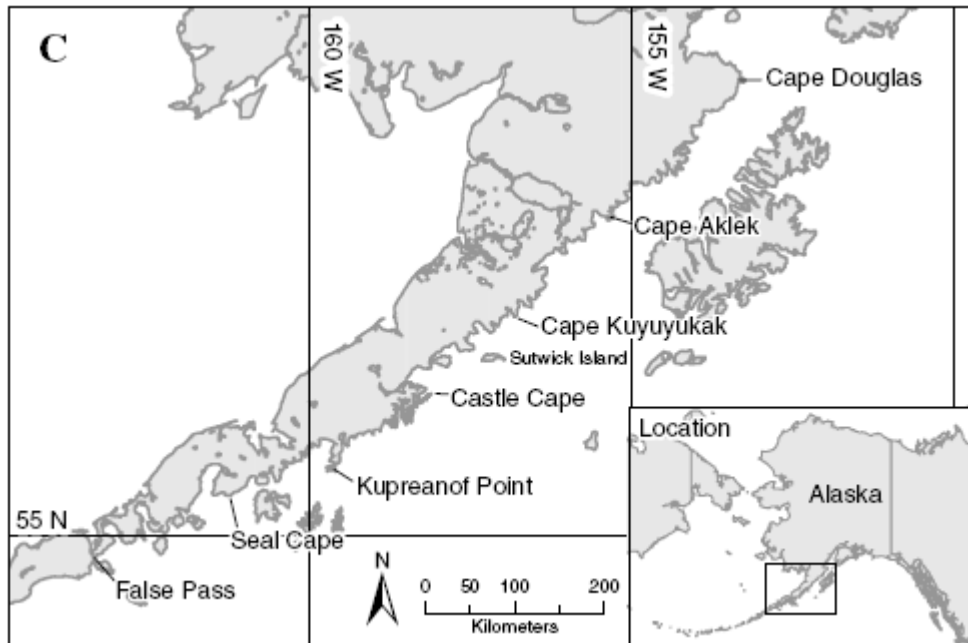 C
160 W
155 W
Cape Douglas
Cape Aklek
Cape Kuyuyukak
Sutwick Island
Castle Cape
Location
Alaska
Kupreanof Point
55 N
Seal Cape
N
False Pass
0 50 100 200
Kilometers